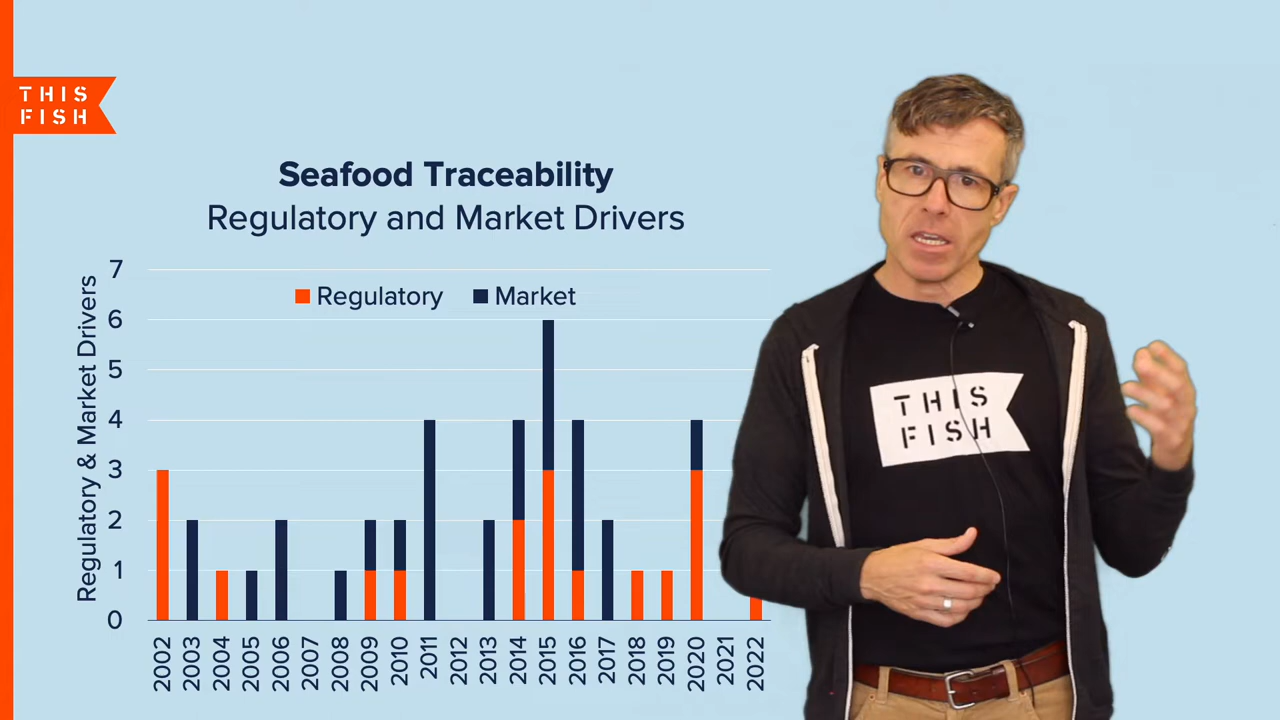 THIS
FISH
Seafood Traceability
Regulatory and Market Drivers
Regulatory & Market Drivers
7
Regulatory Market
6
5
4
3
2
1
0
2002 2003 2004 2005 2006 2007 2008 2009 2010 2011 2012 2013 2014 2015 2016 2017 2018 2019 2020 2021 2022
THIS
FISH